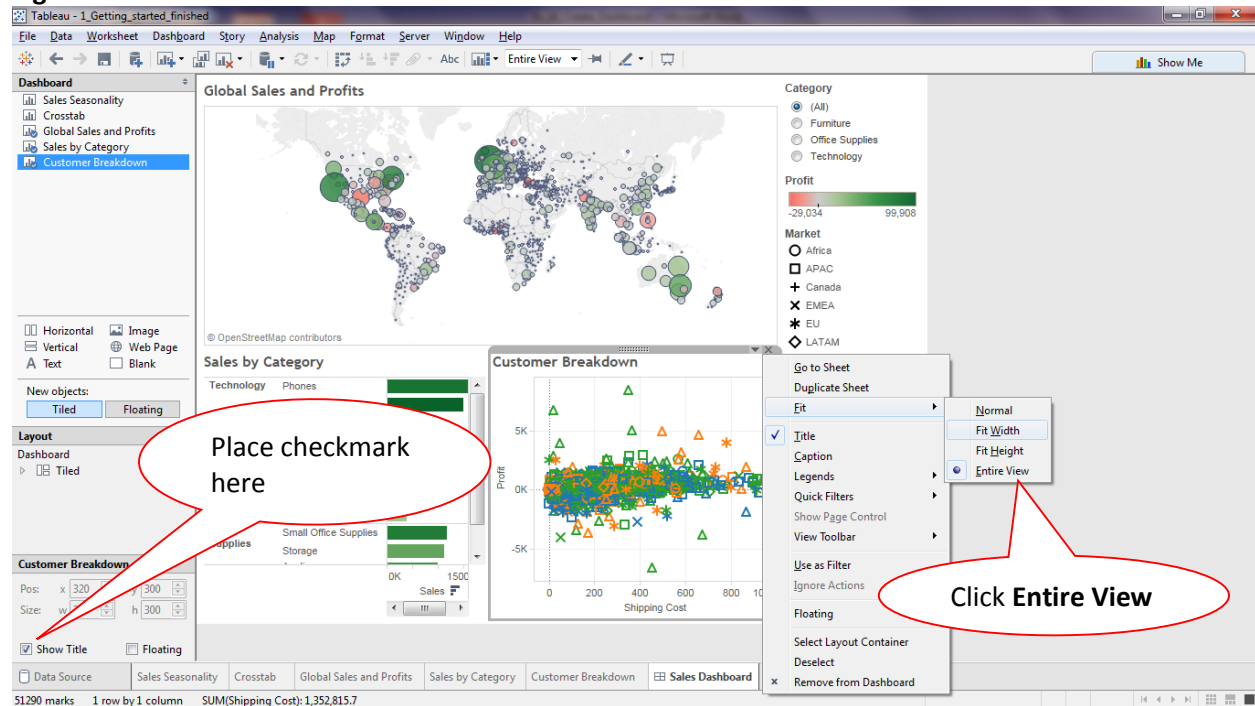 Tableau - 1_Getting_started_finished
File Data Worksheet Dashboard Story Analysis Map Format Server Window Help
Abc Entire View Show Me
Dashboard
Sales Seasonality
Crosstab
Global Sales and Profits
Sales by Category
Customer Breakdown
Horizontal Image
Vertical Web Page
A Text Blank
New objects:
Tiled Floating
Layout
Dashboard
Tiled
Customer Breakdown
Pos: x 320 y 300
Size: w h 300
Show Title Floating
Global Sales and Profits
© OpenStreetMap contributors
Category
(All)
Furniture
Office Supplies
Technology
Profit
-29,034 99,908
Market
Africa
APAC
Canada
EMEA
EU
LATAM
Sales by Category
Technology Phones
Small Office Supplies
Storage
0K 1500
Sales
Customer Breakdown
5K
0K
-5K
Profit
0 200 400 600 800
Shipping Cost
Go to Sheet
Duplicate Sheet
Fit
Title
Caption
Legends
Quick Filters
Show Page Control
View Toolbar
Use as Filter
Ignore Actions
Floating
Select Layout Container
Deselect
Remove from Dashboard
Normal
Fit Width
Fit Height
Entire View
Place checkmark
here
Click Entire View
Data Source Sales Seasonality Crosstab Global Sales and Profits Sales by Category Customer Breakdown Sales Dashboard
51290 marks 1 row by 1 column SUM(Shipping Cost): 1,352,815.7